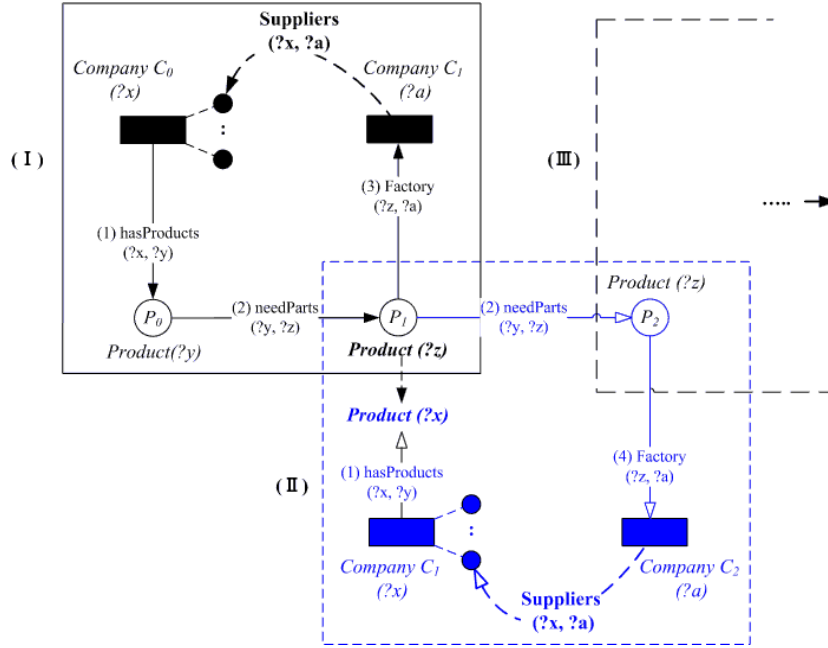 Suppliers
(?x, ?a)
Company C0
(?x)
Company C1
(?a)
:
( I )
(III)
(3) Factory
(?z, ?a)
..... 
(1) hasProducts
(?x, ?y)
Product (?z)
(2) needParts
(?y, ?z)
(2) needParts
(?y, ?z)
P0
P1
P2
Product(?y)
Product (?z)
Product (?x)
(4) Factory
(?z, ?a)
(1) hasProducts
(?x, ?y)
( II )
:
Company C1
(?x)
Company C2
(?a)
Suppliers
(?x, ?a)